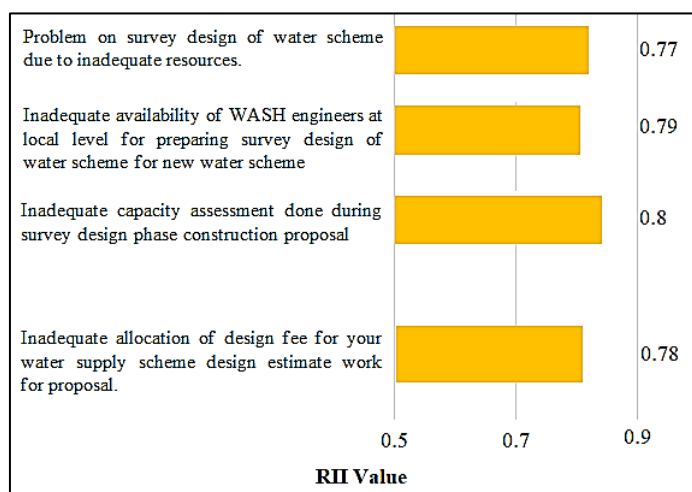 Problem on survey design of water scheme
due to inadequate resources.
0.77
Inadequate availability of WASH engineers at
local level for preparing survey design of
water scheme for new water scheme
0.79
Inadequate capacity assessment done during
survey design phase construction proposal
0.8
Inadequate allocation of design fee for your
water supply scheme design estimate work
for proposal.
0.78
0.5 0.7 0.9
RII Value